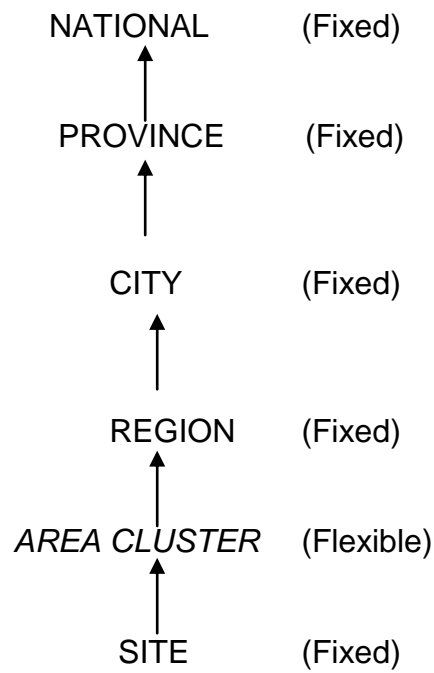 NATIONAL (Fixed)
PROVINCE (Fixed)
CITY (Fixed)
REGION (Fixed)
AREA CLUSTER (Flexible)
SITE (Fixed)